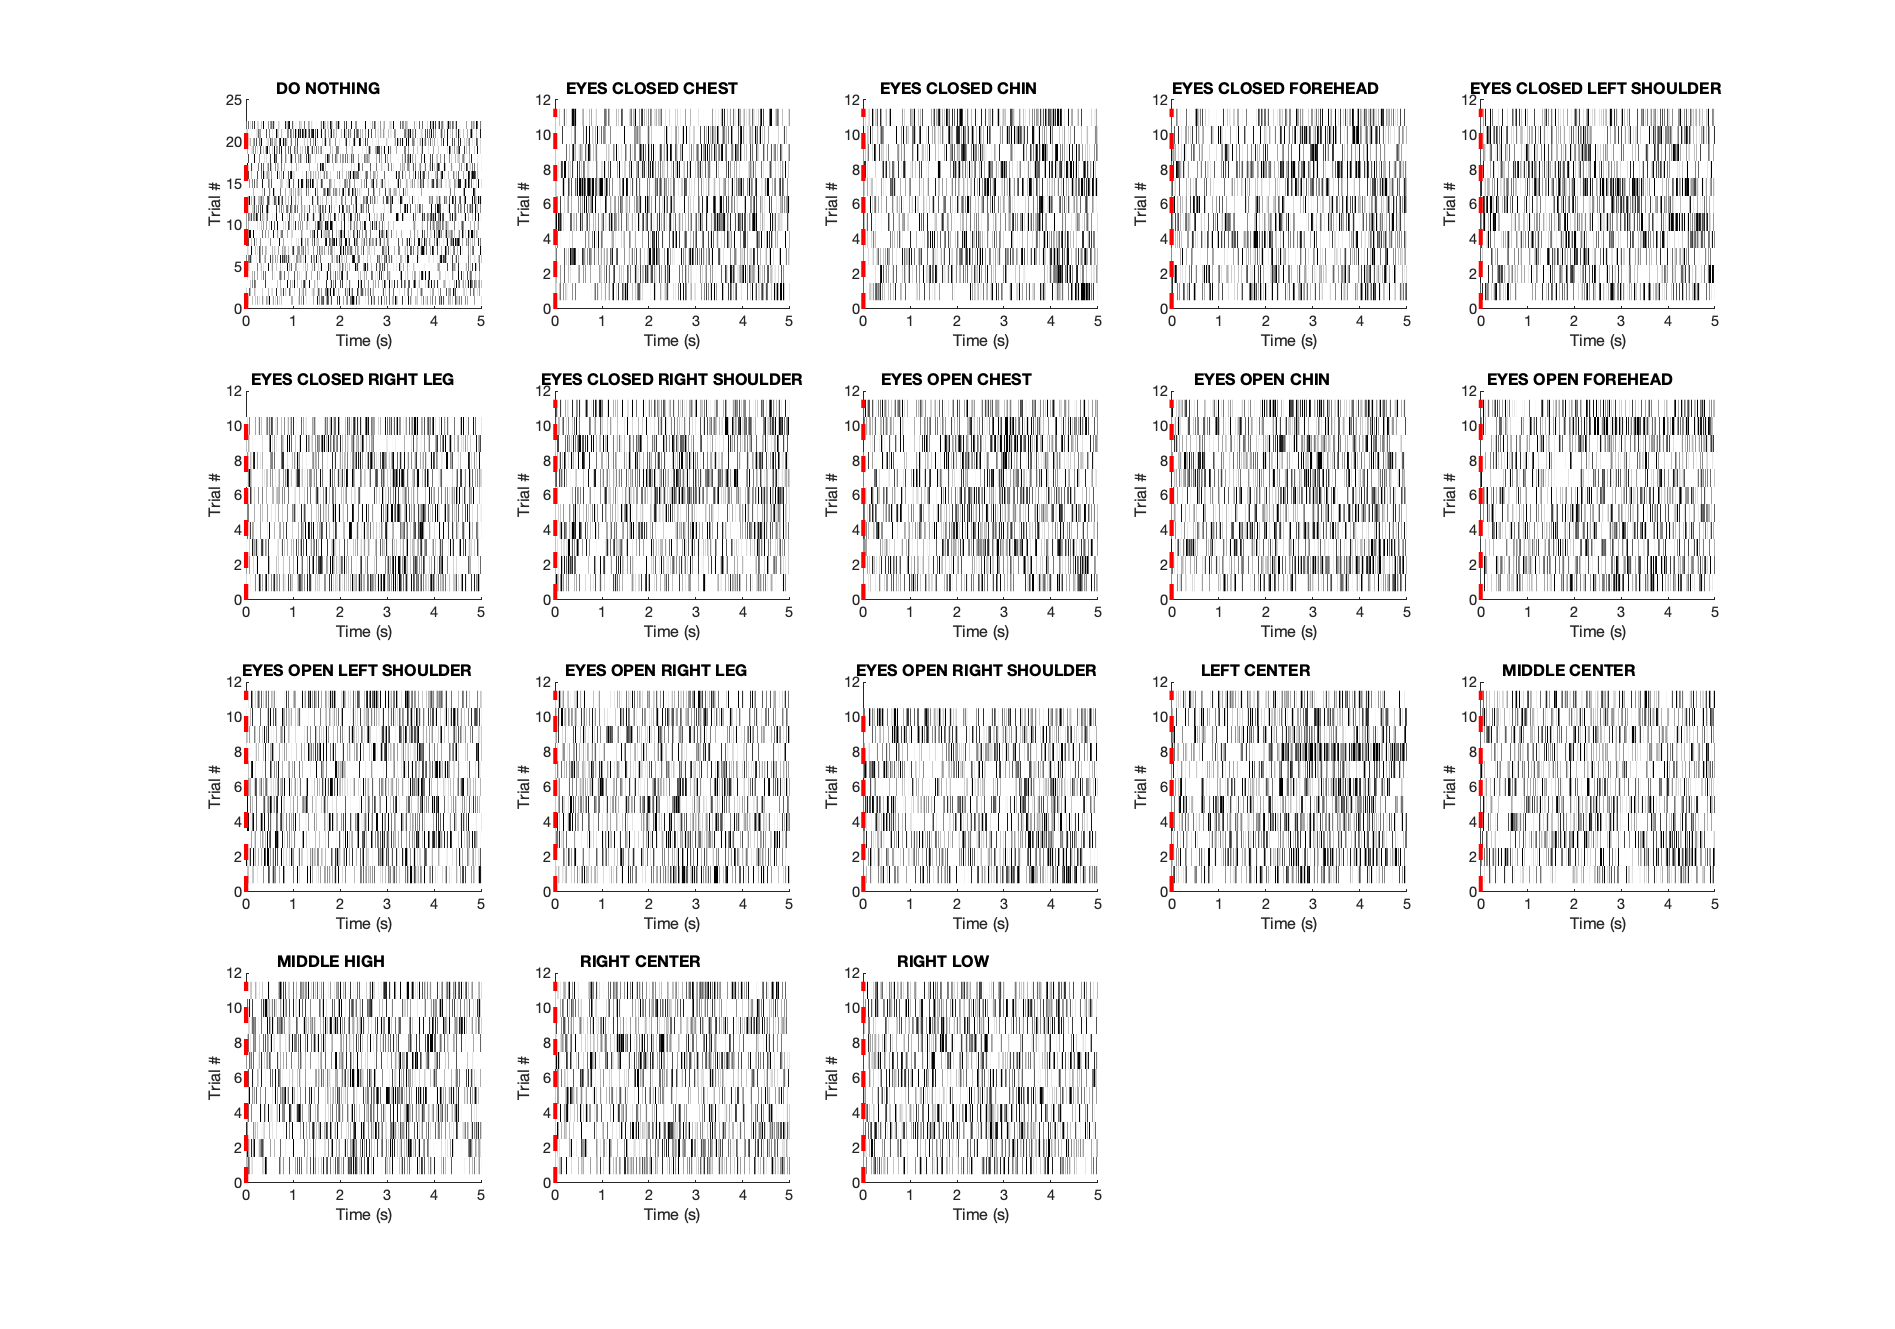 DO NOTHING
EYES CLOSED CHEST
EYES CLOSED CHIN
EYES CLOSED FOREHEAD
EYES CLOSED LEFT SHOULDER
25
20
15
10
5
0
Trial #
0 1 2 3 4 5
Time (s)
12
10
8
6
4
2
0
Trial #
0 1 2 3 4 5
Time (s)
12
10
8
6
4
2
0
Trial #
0 1 2 3 4 5
Time (s)
12
10
8
6
4
2
0
Trial #
0 1 2 3 4 5
Time (s)
12
10
8
6
4
2
0
Trial #
0 1 2 3 4 5
Time (s)
EYES CLOSED RIGHT LEG
EYES CLOSED RIGHT SHOULDER
EYES OPEN CHEST
EYES OPEN CHIN
EYES OPEN FOREHEAD
12
10
8
6
4
2
0
Trial #
0 1 2 3 4 5
Time (s)
12
10
8
6
4
2
0
Trial #
0 1 2 3 4 5
Time (s)
12
10
8
6
4
2
0
Trial #
0 1 2 3 4 5
Time (s)
12
10
8
6
4
2
0
Trial #
0 1 2 3 4 5
Time (s)
12
10
8
6
4
2
0
Trial #
0 1 2 3 4 5
Time (s)
EYES OPEN LEFT SHOULDER
EYES OPEN RIGHT LEG
EYES OPEN RIGHT SHOULDER
LEFT CENTER
MIDDLE CENTER
12
10
8
6
4
2
0
Trial #
0 1 2 3 4 5
Time (s)
12
10
8
6
4
2
0
Trial #
0 1 2 3 4 5
Time (s)
12
10
8
6
4
2
0
Trial #
0 1 2 3 4 5
Time (s)
12
10
8
6
4
2
0
Trial #
0 1 2 3 4 5
Time (s)
12
10
8
6
4
2
0
Trial #
0 1 2 3 4 5
Time (s)
MIDDLE HIGH
RIGHT CENTER
RIGHT LOW
12
10
8
6
4
2
0
Trial #
0 1 2 3 4 5
Time (s)
12
10
8
6
4
2
0
Trial #
0 1 2 3 4 5
Time (s)
12
10
8
6
4
2
0
Trial #
0 1 2 3 4 5
Time (s)